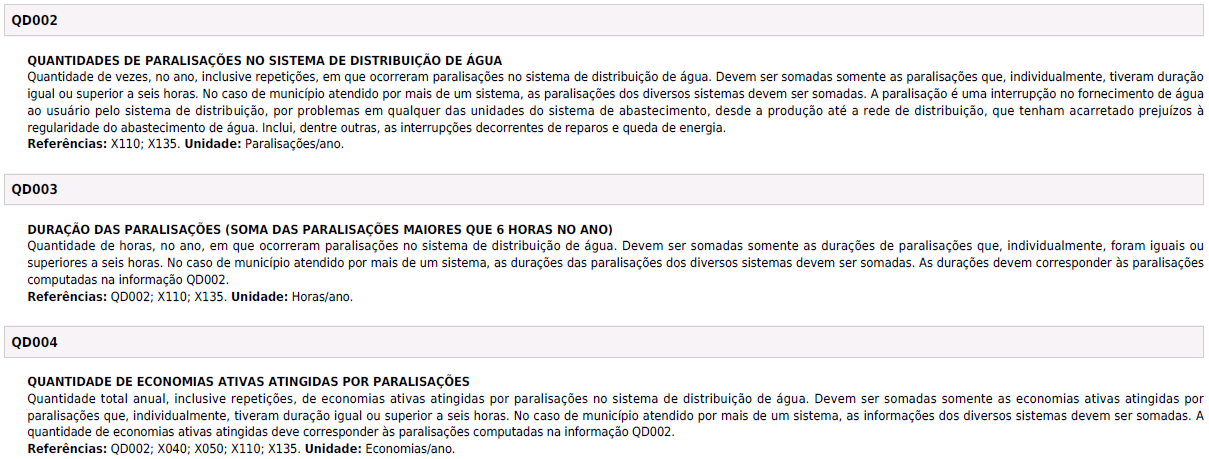 QD002
QUANTIDADES DE PARALISAÇÕES NO SISTEMA DE DISTRIBUIÇÃO DE ÁGUA
Quantidade de vezes, no ano, inclusive repetições, em que ocorreram paralisações no sistema de distribuição de água. Devem ser somadas somente as paralisações que, individualmente, tiveram duração
igual ou superior a seis horas. No caso de município atendido por mais de um sistema, as paralisações dos diversos sistemas devem ser somadas. A paralisação é uma interrupção no fornecimento de água
ao usuário pelo sistema de distribuição, por problemas em qualquer das unidades do sistema de abastecimento, desde a produção até a rede de distribuição, que tenham acarretado prejuízos à
regularidade do abastecimento de água. Inclui, dentre outras, as interrupções decorrentes de reparos e queda de energia.
Referências: X110; X135. Unidade: Paralisações/ano.
QD003
DURAÇÃO DAS PARALISAÇÕES (SOMA DAS PARALISAÇÕES MAIORES QUE 6 HORAS NO ANO)
Quantidade de horas, no ano, em que ocorreram paralisações no sistema de distribuição de água. Devem ser somadas somente as durações de paralisações que, individualmente, foram iguais ou
superiores a seis horas. No caso de município atendido por mais de um sistema, as durações das paralisações dos diversos sistemas devem ser somadas. As durações devem corresponder às paralisações
computadas na informação QD002.
Referências: QD002; X110; X135. Unidade: Horas/ano.
QD004
QUANTIDADE DE ECONOMIAS ATIVAS ATINGIDAS POR PARALISAÇÕES
Quantidade total anual, inclusive repetições, de economias ativas atingidas por paralisações no sistema de distribuição de água. Devem ser somadas somente as economias ativas atingidas por
paralisações que, individualmente, tiveram duração igual ou superior a seis horas. No caso de município atendido por mais de um sistema, as informações dos diversos sistemas devem ser somadas. A
quantidade de economias ativas atingidas deve corresponder às paralisações computadas na informação QD002.
Referências: QD002; X040; X050; X110; X135. Unidade: Economias/ano.